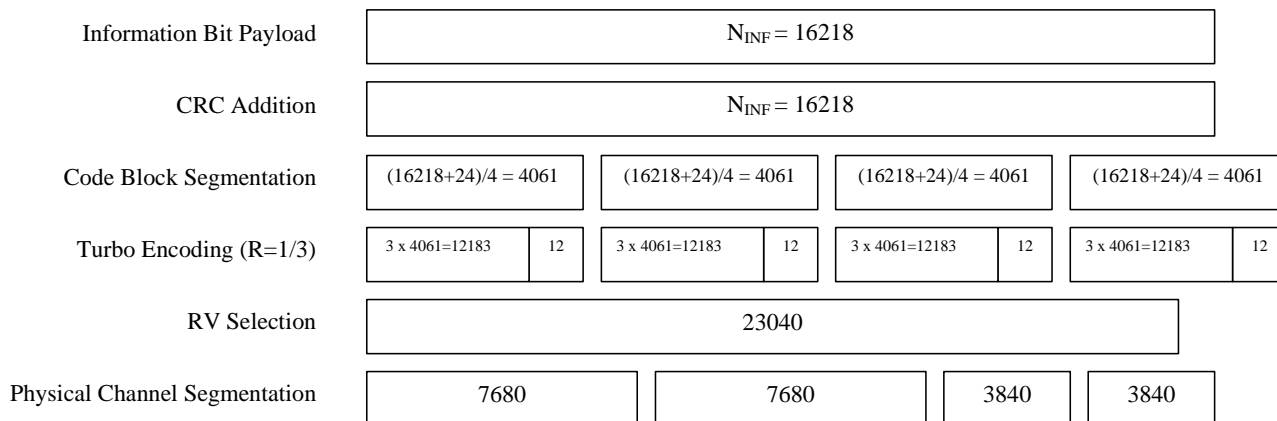 Information Bit Payload N_INF = 16218
CRC Addition N_INF = 16218
Code Block Segmentation (16218+24)/4 = 4061 (16218+24)/4 = 4061 (16218+24)/4 = 4061 (16218+24)/4 = 4061
Turbo Encoding (R=1/3) 3 x 4061=12183 12 3 x 4061=12183 12 3 x 4061=12183 12 3 x 4061=12183 12
RV Selection 23040
Physical Channel Segmentation 7680 7680 3840 3840